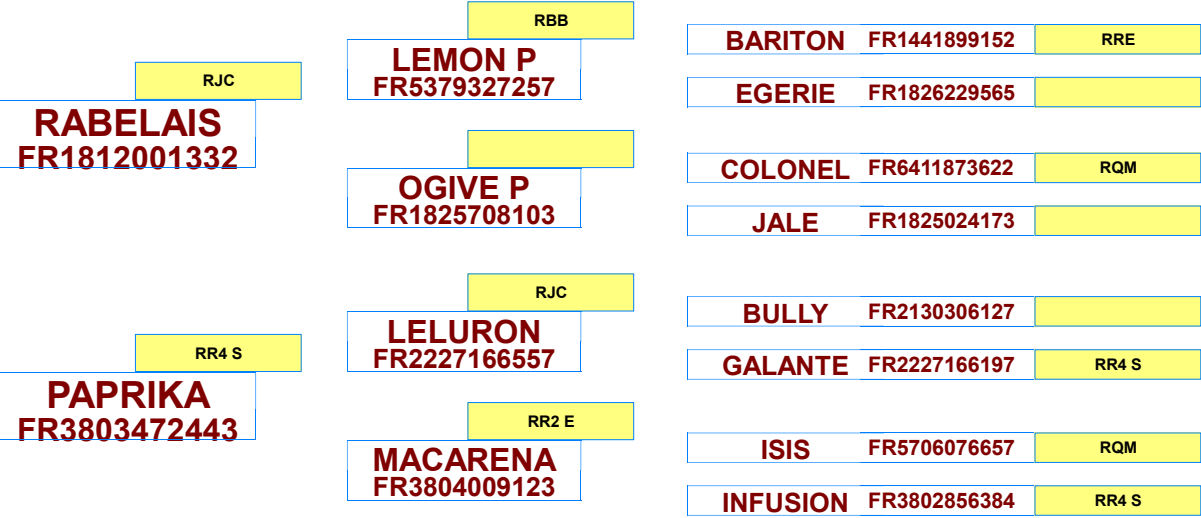 RJC
RABELAIS
FR1812001332
RR4 S
PAPRIKA
FR3803472443
RBB
LEMON P
FR5379327257
OGIVE P
FR1825708103
RJC
LELURON
FR2227166557
RR2 E
MACARENA
FR3804009123
BARITON FR1441899152 RRE
EGERIE FR1826229565
COLONEL FR6411873622 RQM
JALE FR1825024173
BULLY FR2130306127
GALANTE FR2227166197 RR4 S
ISIS FR5706076657 RQM
INFUSION FR3802856384 RR4 S